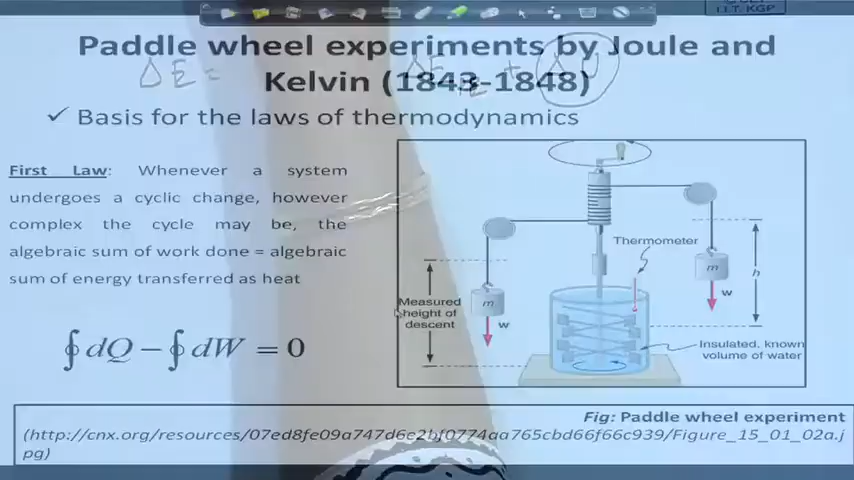 I.I.T. KGP
Paddle wheel experiments by Joule and
Kelvin (1843-1848)
ΔE =
+ ΔU
✓ Basis for the laws of thermodynamics
First Law: Whenever a system
undergoes a cyclic change, however
complex the cycle may be, the
algebraic sum of work done = algebraic
sum of energy transferred as heat
∮dQ − ∮dW = 0
Thermometer
m
w
h
Measured
height of
descent
m
w
Insulated, known
volume of water
Fig: Paddle wheel experiment
(http://cnx.org/resources/07ed8fe09a747d6e2bf0774aa765cbd66f66c939/Figure_15_01_02a.j
pg)